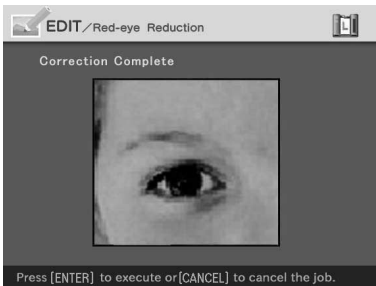 EDIT/Red-eye Reduction
L
Correction Complete
Press [ENTER] to execute or [CANCEL] to cancel the job.